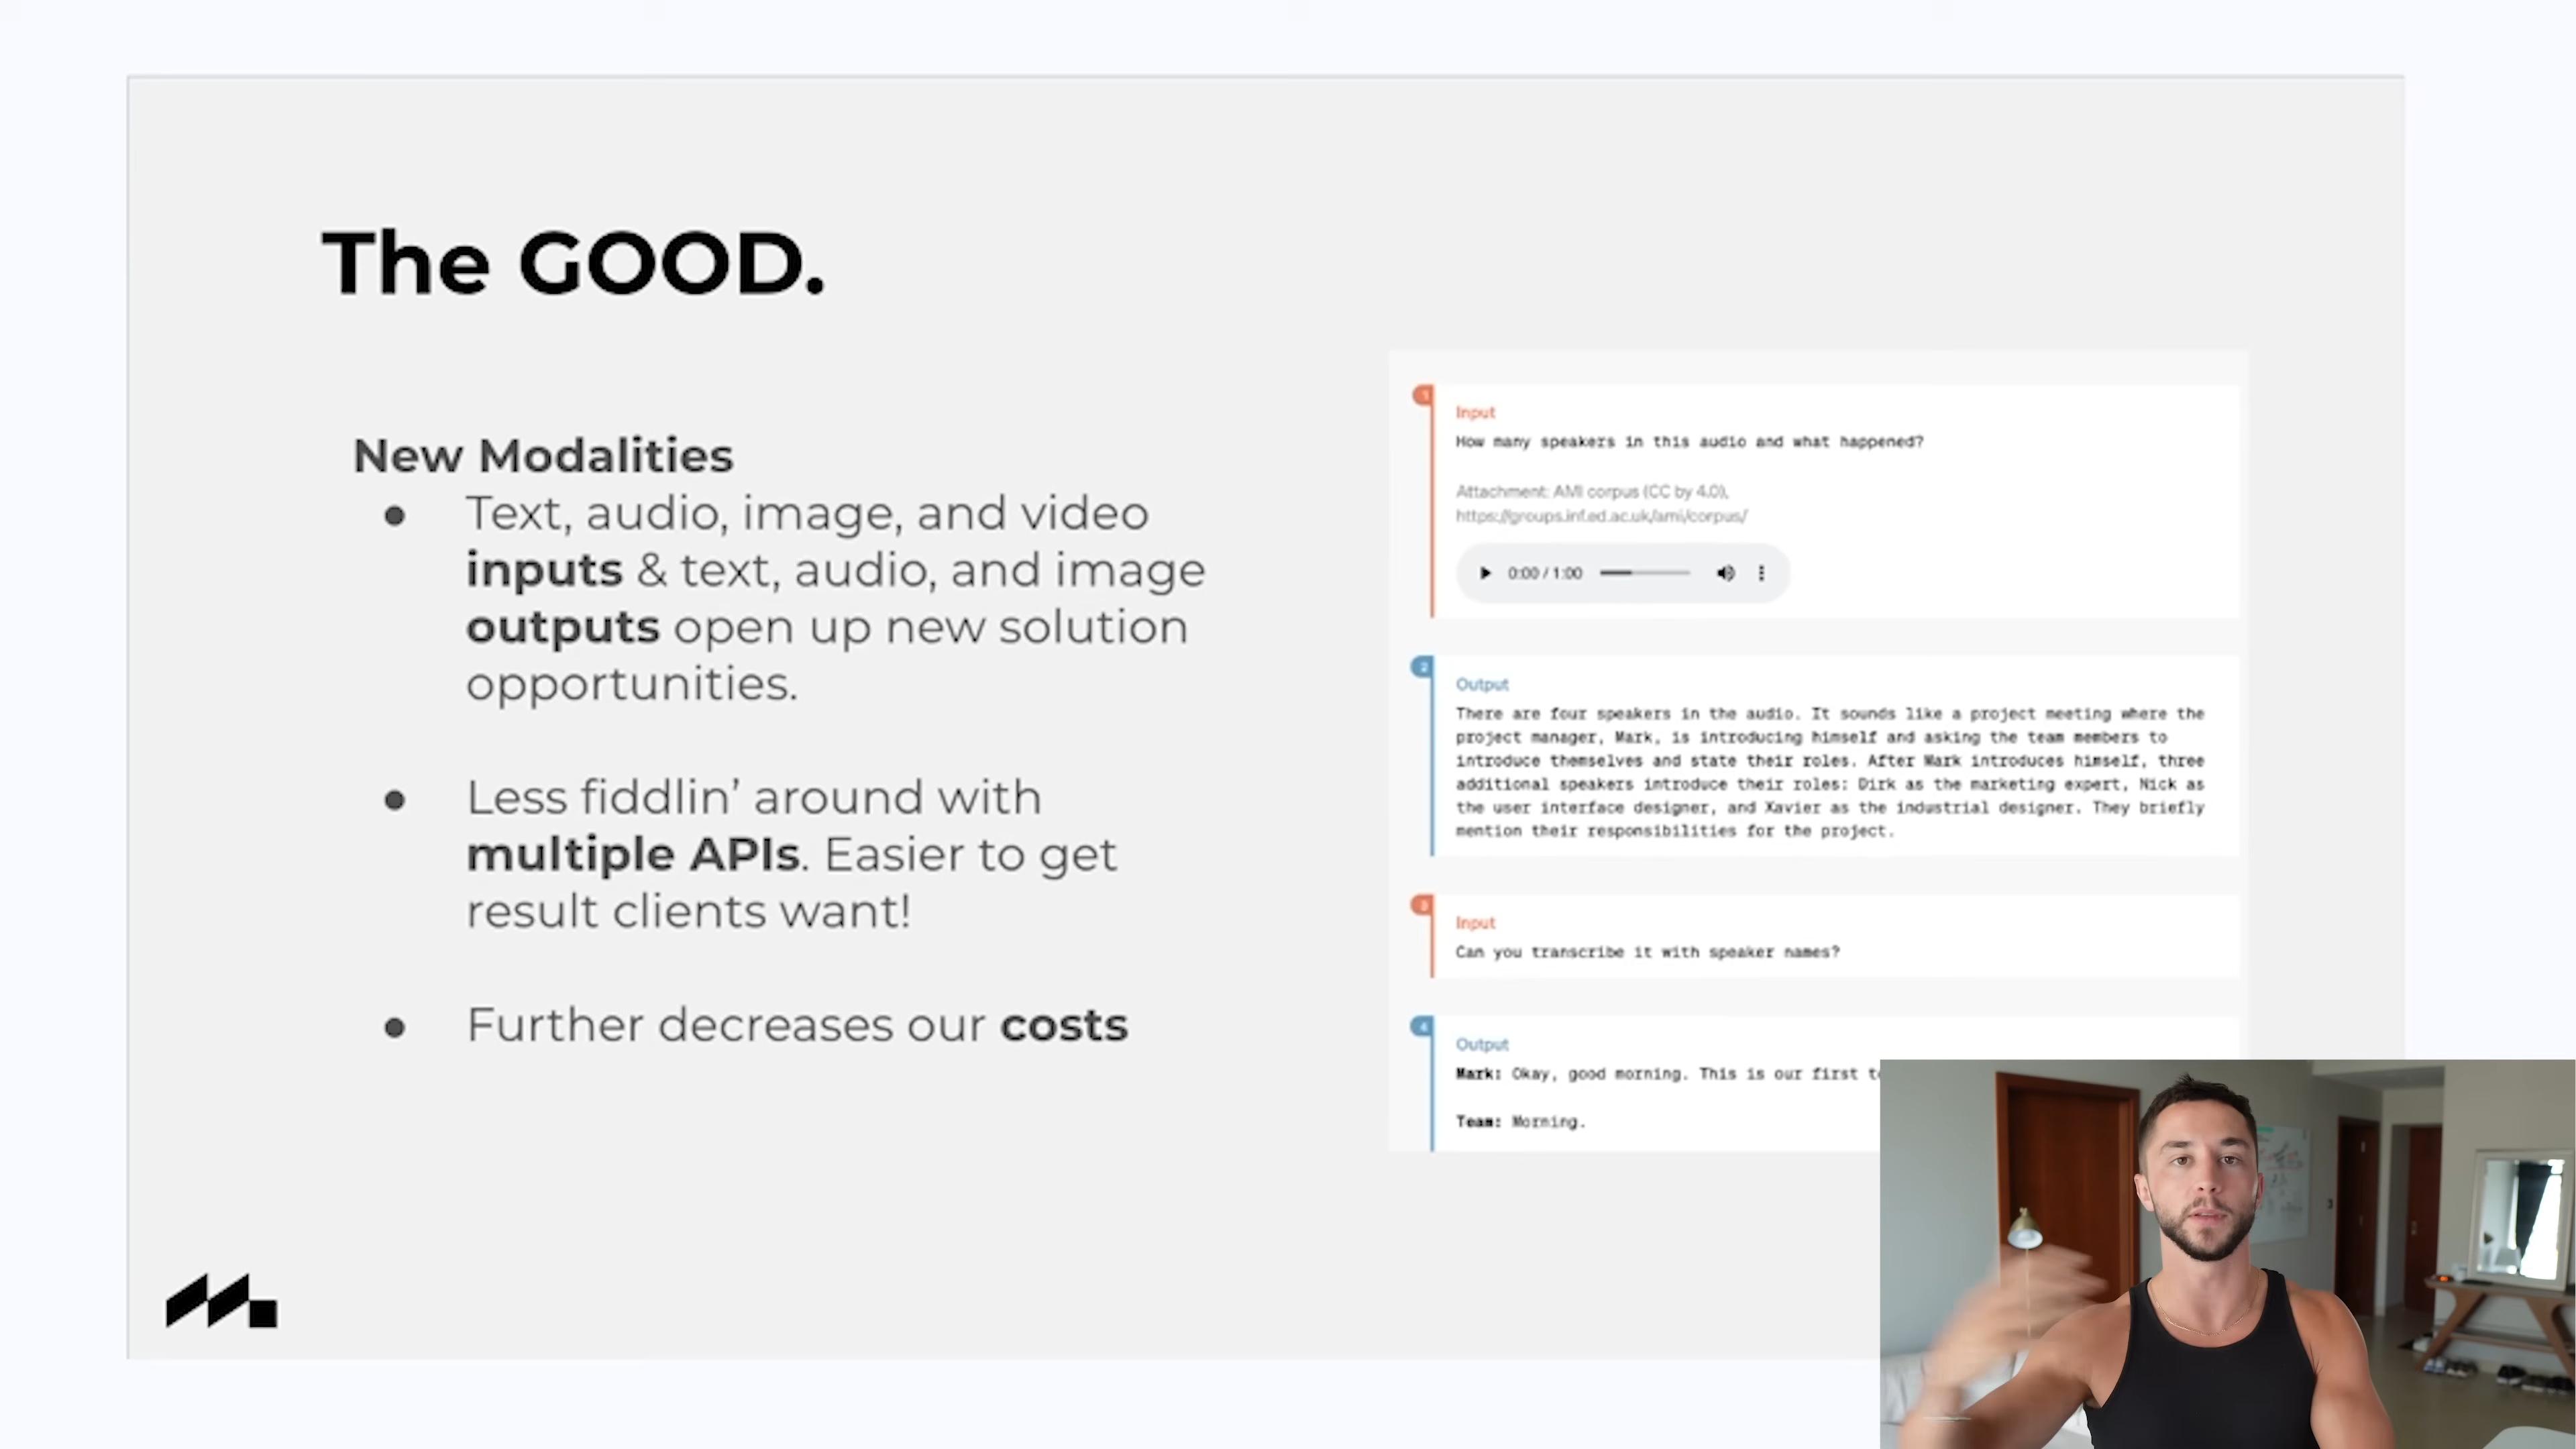 The GOOD.
New Modalities
● Text, audio, image, and video
inputs & text, audio, and image
outputs open up new solution
opportunities.
● Less fiddlin’ around with
multiple APIs. Easier to get
result clients want!
● Further decreases our costs
1
Input
How many speakers in this audio and what happened?
Attachment: AMI corpus (CC by 4.0),
https://groups.inf.ed.ac.uk/ami/corpus/
0:00 / 1:00
2
Output
There are four speakers in the audio. It sounds like a project meeting where the
project manager, Mark, is introducing himself and asking the team members to
introduce themselves and state their roles. After Mark introduces himself, three
additional speakers introduce their roles: Dirk as the marketing expert, Nick as
the user interface designer, and Xavier as the industrial designer. They briefly
mention their responsibilities for the project.
3
Input
Can you transcribe it with speaker names?
4
Output
Mark: Okay, good morning. This is our first
Team: Morning.